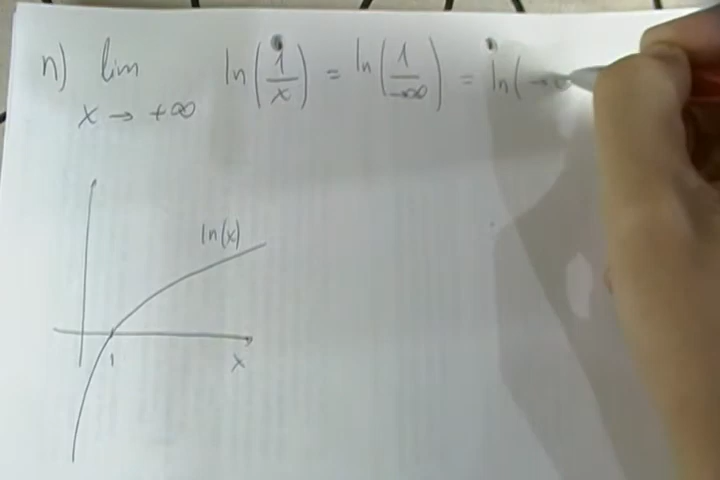 n) lim x → +∞ ln(1/x) = ln(1/→∞) = ln(→
ln(x)
1
x